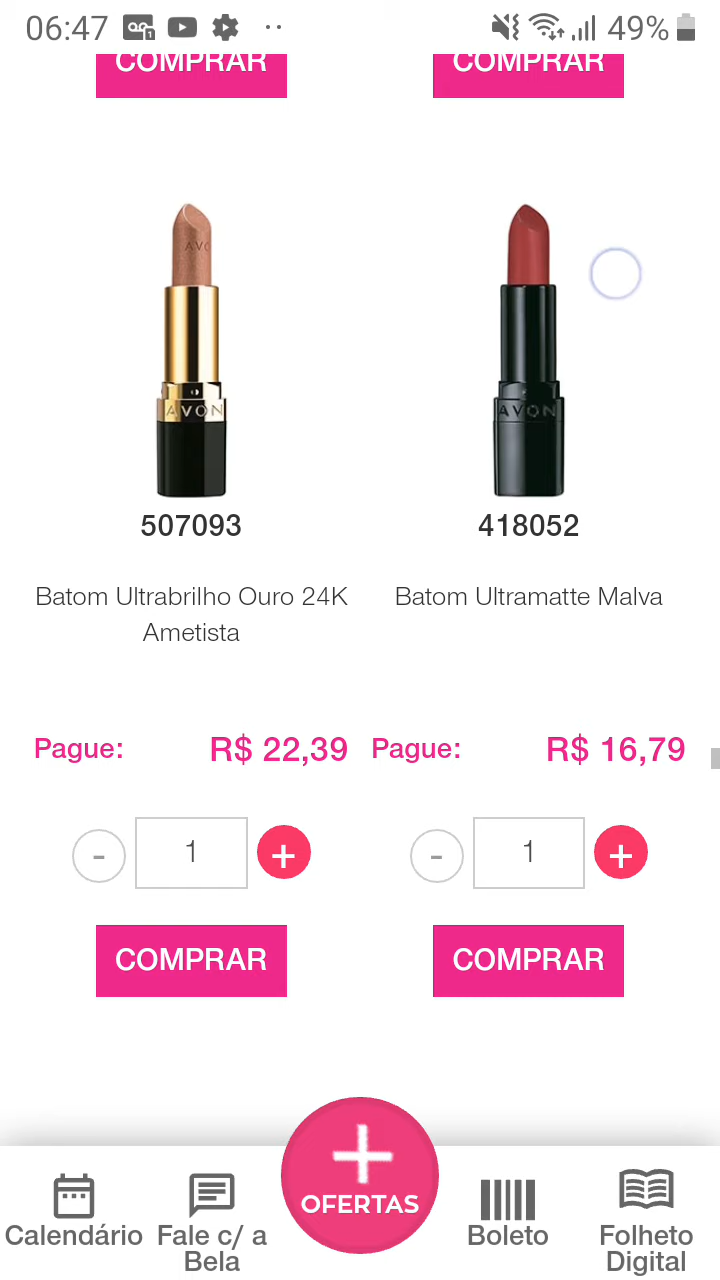 06:47 49%
COMPRAR COMPRAR
AVO
AVON AVON
507093 418052
Batom Ultrabrilho Ouro 24K
Ametista
Batom Ultramatte Malva
Pague: R$ 22,39 Pague: R$ 16,79
- 1 + - 1 +
COMPRAR COMPRAR
OFERTAS
Calendário
Fale c/ a
Bela
Boleto
Folheto
Digital